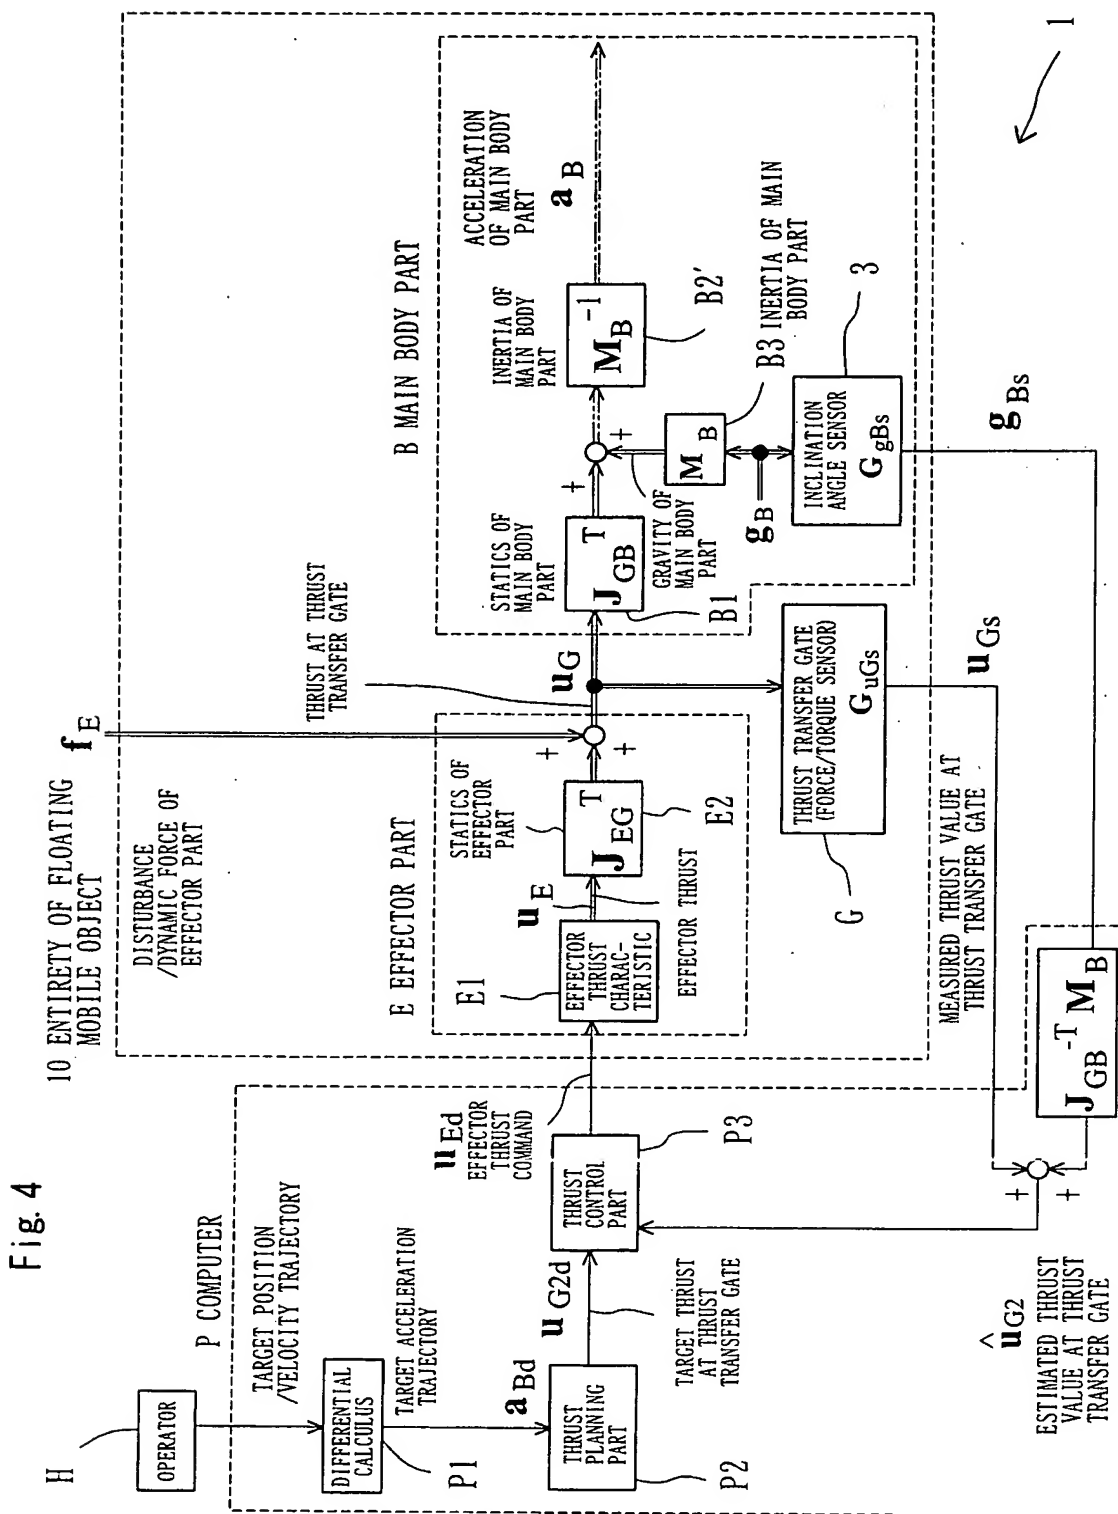 Fig. 4
H
OPERATOR
P COMPUTER
TARGET POSITION
/VELOCITY TRAJECTORY
DIFFERENTIAL
CALCULUS
P1
TARGET ACCELERATION
TRAJECTORY
a Bd
THRUST
PLANNING
PART
P2
u G2d
TARGET THRUST
AT THRUST
TRANSFER GATE
THRUST
CONTROL
PART
P3
u Ed
EFFECTOR
THRUST
COMMAND
û G2
ESTIMATED THRUST
VALUE AT THRUST
TRANSFER GATE
+
+
J GB -T M B
10 ENTIRETY OF FLOATING
MOBILE OBJECT
DISTURBANCE
/DYNAMIC FORCE OF
EFFECTOR PART
f E
E EFFECTOR PART
E1
EFFECTOR
THRUST
CHARAC-
TERISTIC
u E
EFFECTOR THRUST
STATICS OF
EFFECTOR
PART
J EG T
E2
+
+
THRUST AT THRUST
TRANSFER GATE
u G
G
THRUST TRANSFER GATE
(FORCE/TORQUE SENSOR)
G uGs
u Gs
MEASURED THRUST VALUE AT
THRUST TRANSFER GATE
B MAIN BODY PART
STATICS OF
MAIN BODY
PART
J GB T
B1
+
+
GRAVITY OF
MAIN BODY
PART
g B
M B
B3 INERTIA OF MAIN
BODY PART
INERTIA OF
MAIN BODY
PART
M B -1
B2'
ACCELERATION
OF MAIN BODY
PART
a B
INCLINATION
ANGLE SENSOR
G gBs
3
g Bs
1